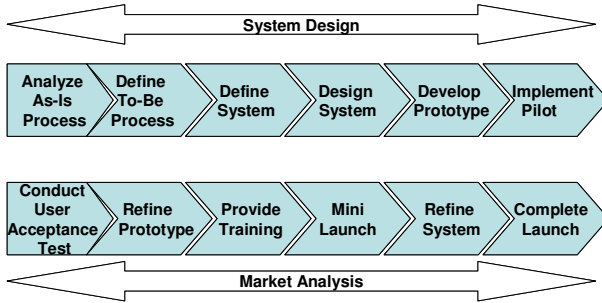 System Design
Analyze
As-Is
Process
Define
To-Be
Process
Define
System
Design
System
Develop
Prototype
Implement
Pilot
Conduct
User
Acceptance
Test
Refine
Prototype
Provide
Training
Mini
Launch
Refine
System
Complete
Launch
Market Analysis